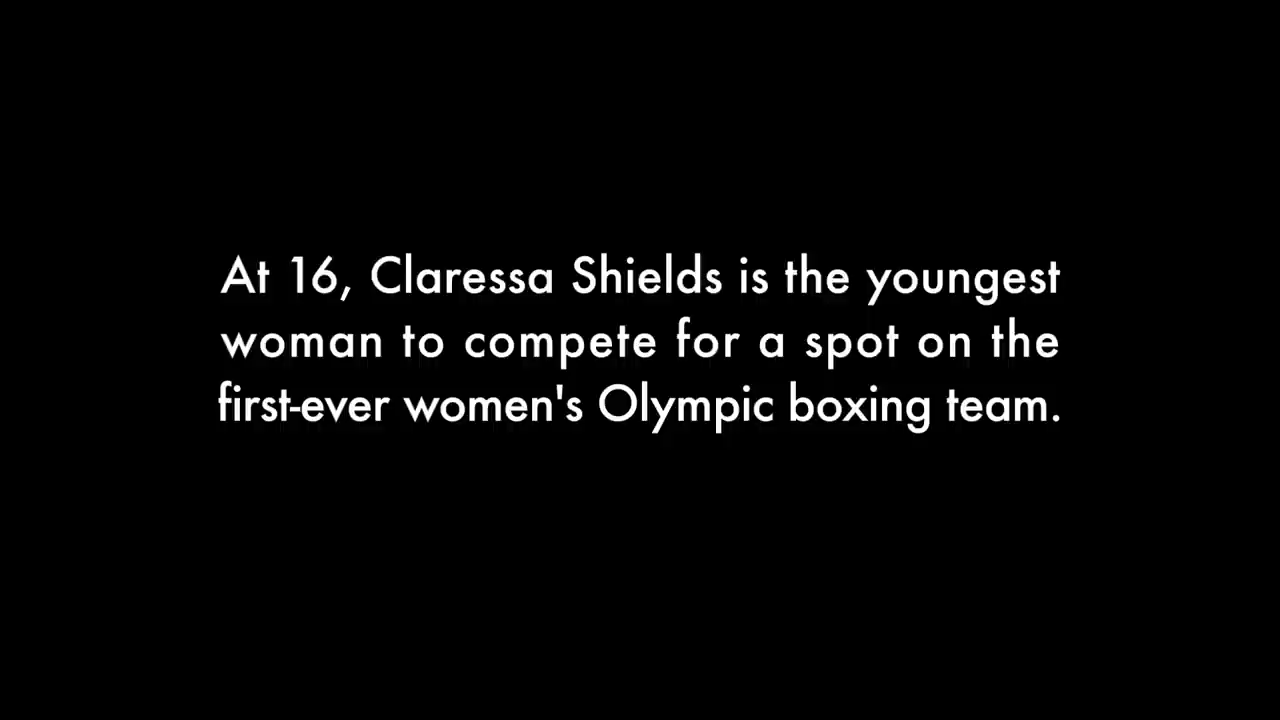 At 16, Claressa Shields is the youngest
woman to compete for a spot on the
first-ever women's Olympic boxing team.